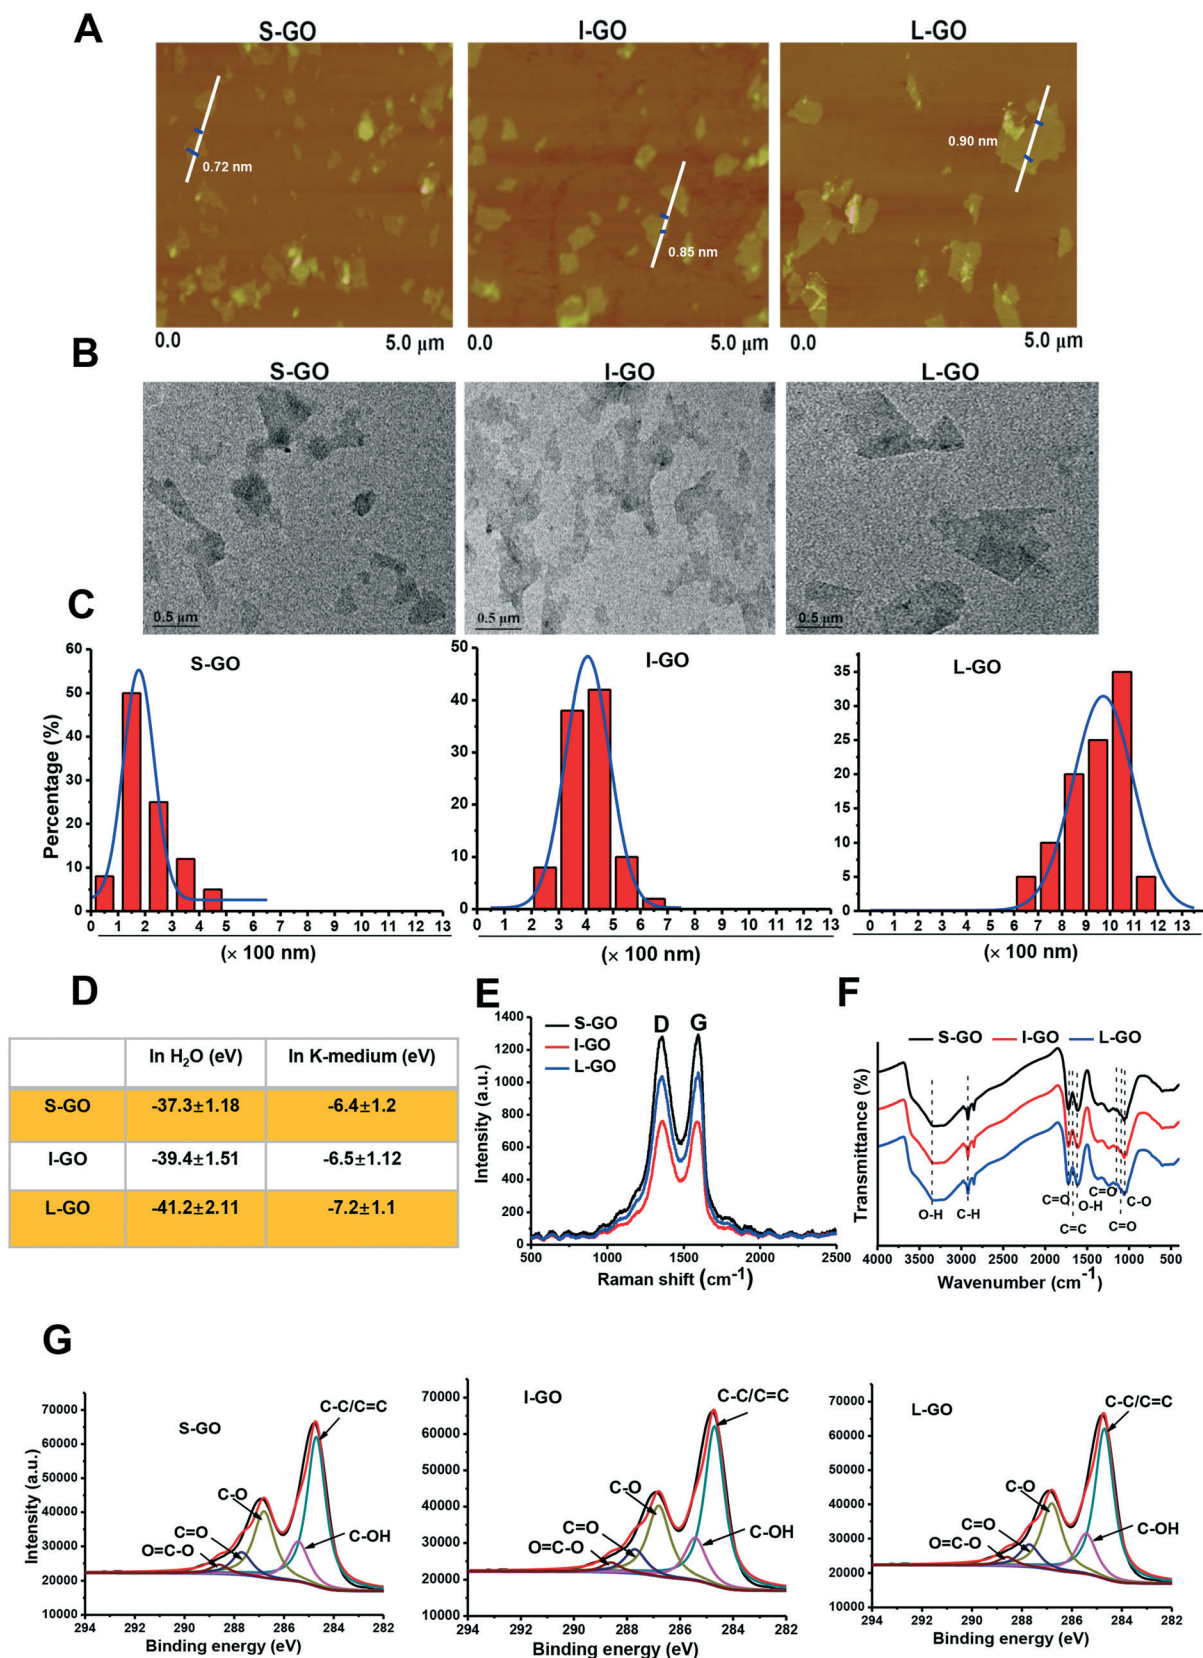 A
S-GO I-GO L-GO
0.72 nm
0.85 nm
0.90 nm
0.0 5.0 μm 0.0 5.0 μm 0.0 5.0 μm
B
S-GO I-GO L-GO
0.5 μm 0.5 μm 0.5 μm
C
S-GO
Percentage (%)
60
50
40
30
20
10
0
0 1 2 3 4 5 6 7 8 9 10 11 12 13
(× 100 nm)
I-GO
50
40
30
20
10
0
0 1 2 3 4 5 6 7 8 9 10 11 12 13
(× 100 nm)
L-GO
35
30
25
20
15
10
5
0
0 1 2 3 4 5 6 7 8 9 10 11 12 13
(× 100 nm)
D
In H₂O (eV) In K-medium (eV)
S-GO -37.3±1.18 -6.4±1.2
I-GO -39.4±1.51 -6.5±1.12
L-GO -41.2±2.11 -7.2±1.1
E
S-GO
I-GO
L-GO
D G
Intensity (a.u.)
1400
1200
1000
800
600
400
200
0
500 1000 1500 2000 2500
Raman shift (cm⁻¹)
F
S-GO I-GO L-GO
Transmittance (%)
O-H
C-H
C=O
C=C
O-H
C=O
C=O
C-O
4000 3500 3000 2500 2000 1500 1000 500
Wavenumber (cm⁻¹)
G
S-GO
Intensity (a.u.)
70000
60000
50000
40000
30000
20000
10000
C-C/C=C
C-O
C=O
O=C-O
C-OH
294 292 290 288 286 284 282
Binding energy (eV)
I-GO
70000
60000
50000
40000
30000
20000
10000
C-C/C=C
C-O
C=O
O=C-O
C-OH
294 292 290 288 286 284 282
Binding energy (eV)
L-GO
70000
60000
50000
40000
30000
20000
10000
C-C/C=C
C-O
C=O
O=C-O
C-OH
294 292 290 288 286 284 282
Binding energy (eV)